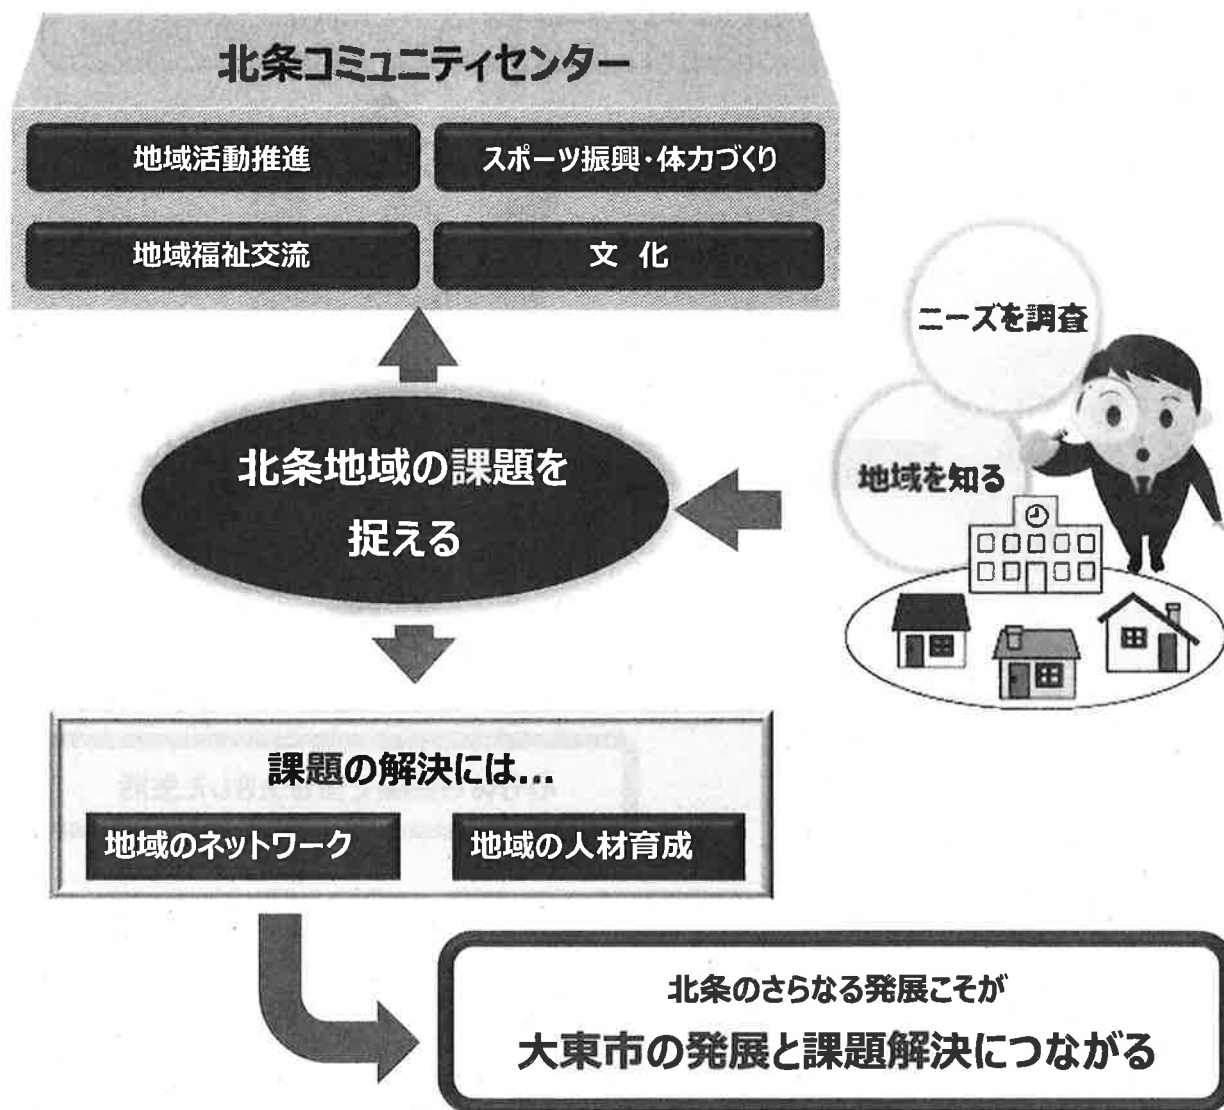 北条コミュニティセンター
地域活動推進
スポーツ振興・体力づくり
地域福祉交流
文 化
ニーズを調査
地域を知る
北条地域の課題を
捉える
課題の解決には...
地域のネットワーク
地域の人材育成
北条のさらなる発展こそが
大東市の発展と課題解決につながる